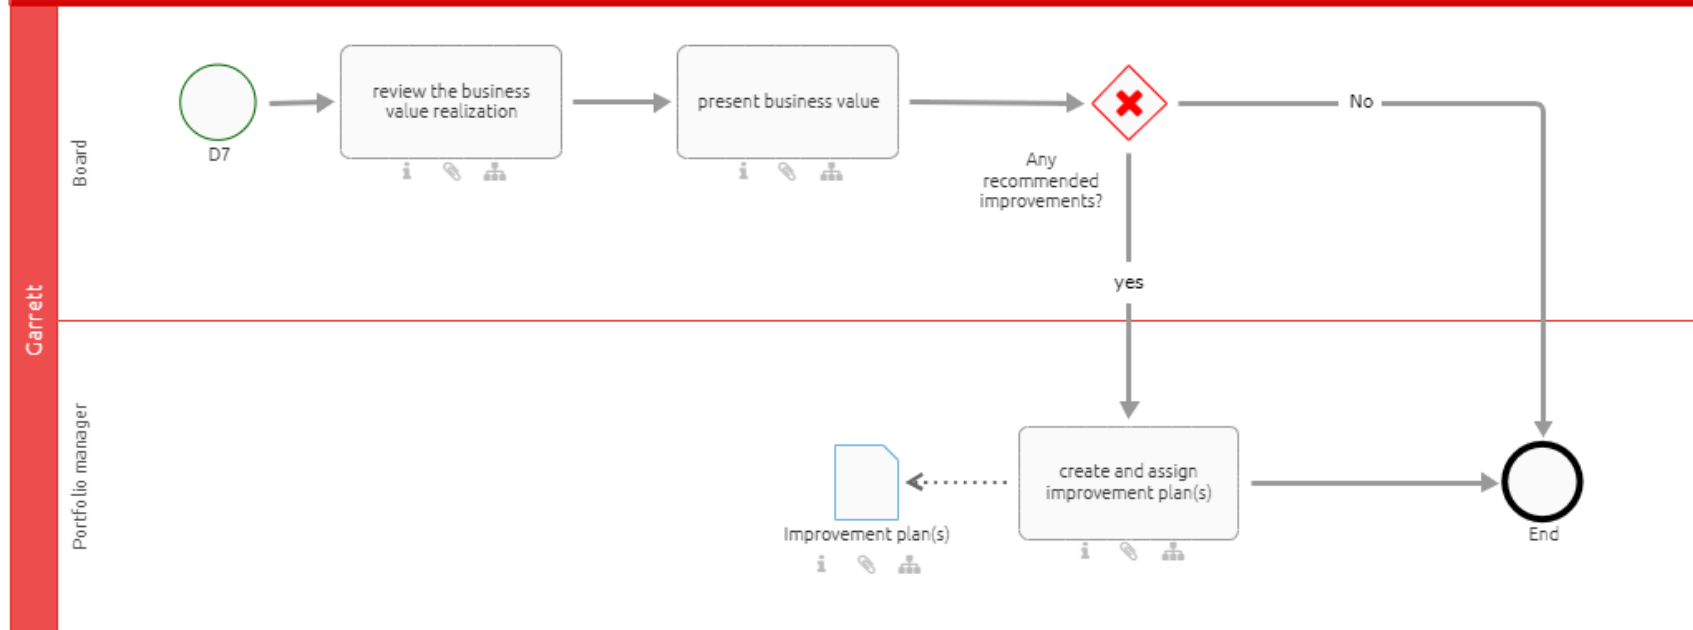 Garrett
Board
D7
review the business
value realization
present business value
Any
recommended
improvements?
No
yes
Portfolio manager
Improvement plan(s)
create and assign
improvement plan(s)
End